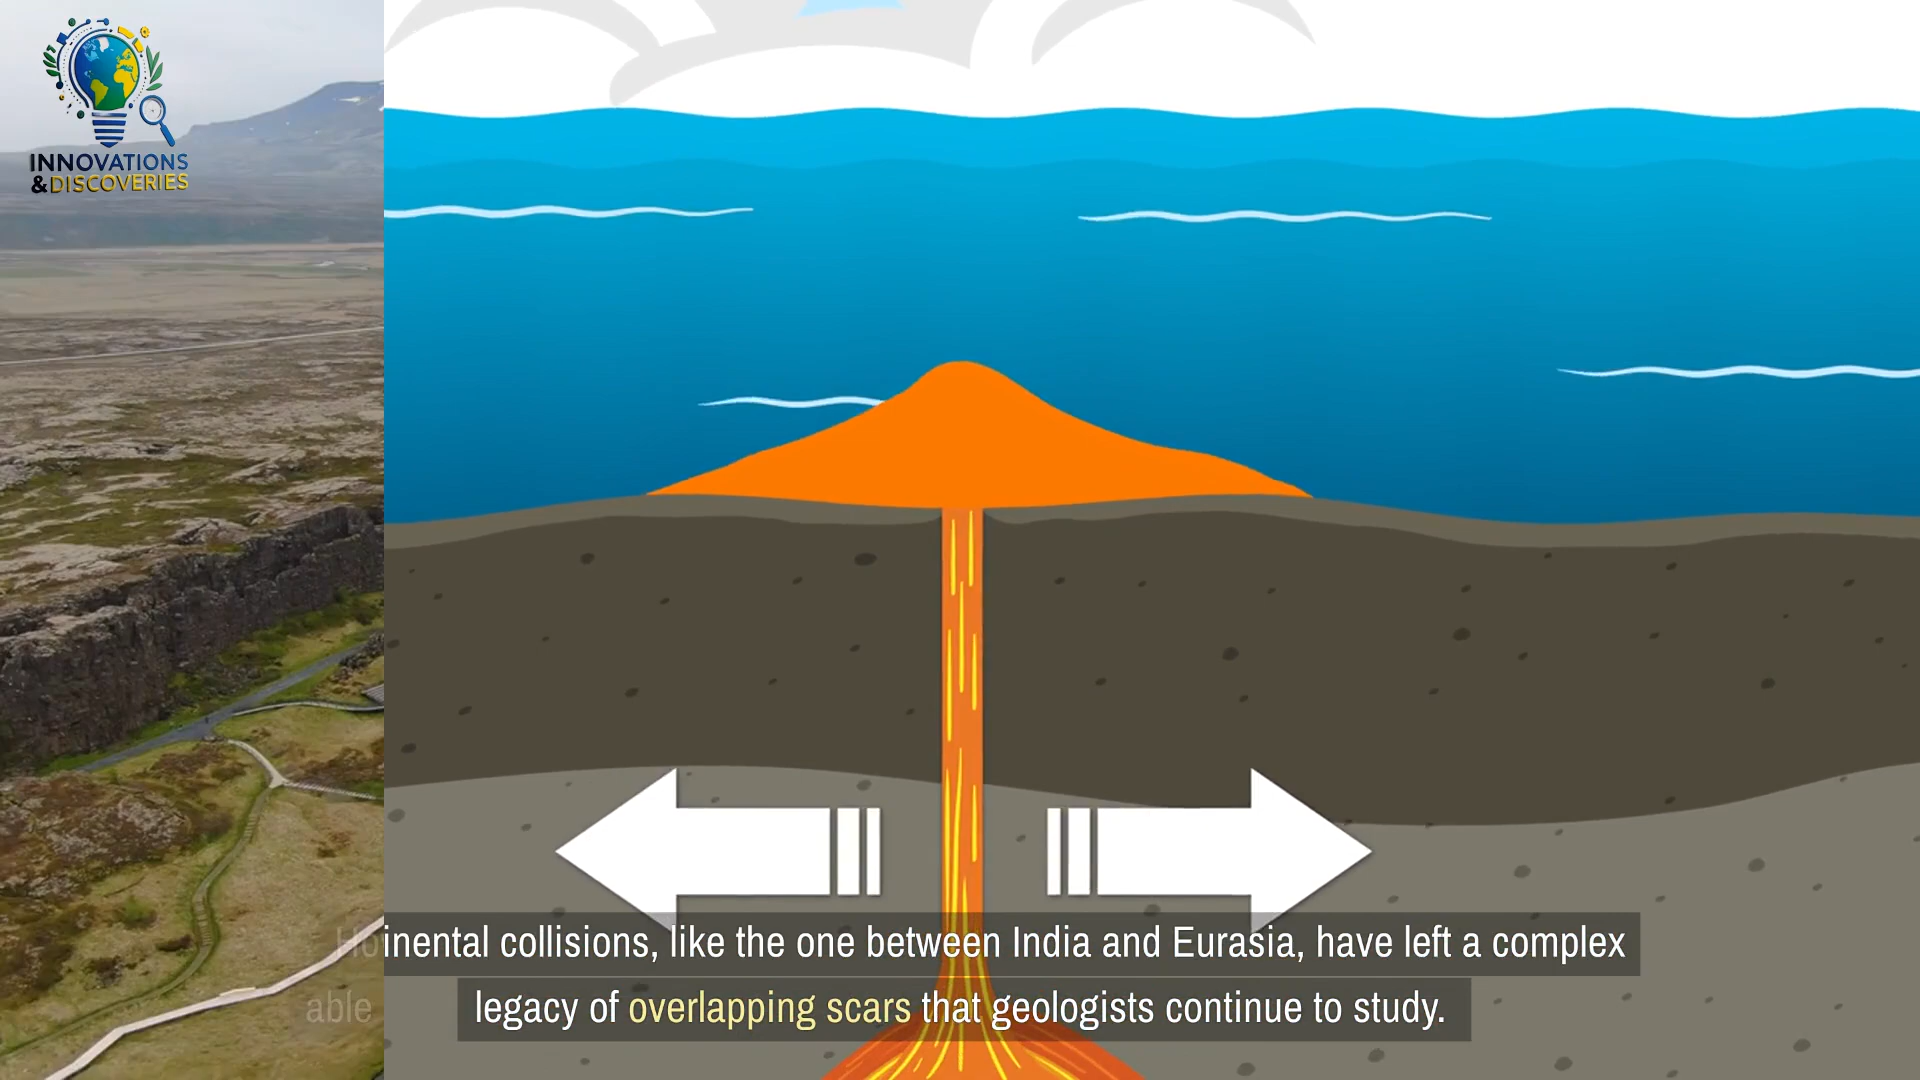 INNOVATIONS
&DISCOVERIES
inental collisions, like the one between India and Eurasia, have left a complex
able
legacy of overlapping scars that geologists continue to study.